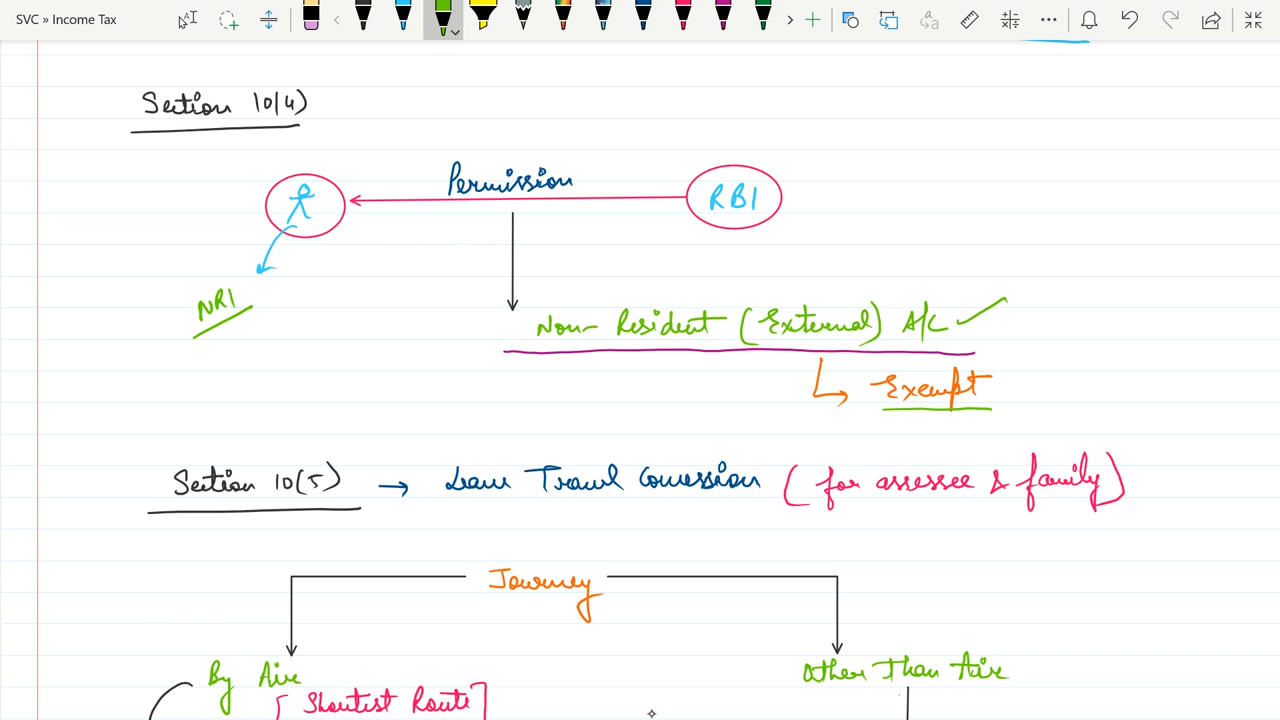 SVC » Income Tax
Section 10(4)
Permission
RBI
NRI
Non-Resident (External) A/C
Exempt
Section 10(5) → Leave Travel Concession (for assessee & family)
Journey
By Air
Other Than Air
[Shortest Route]